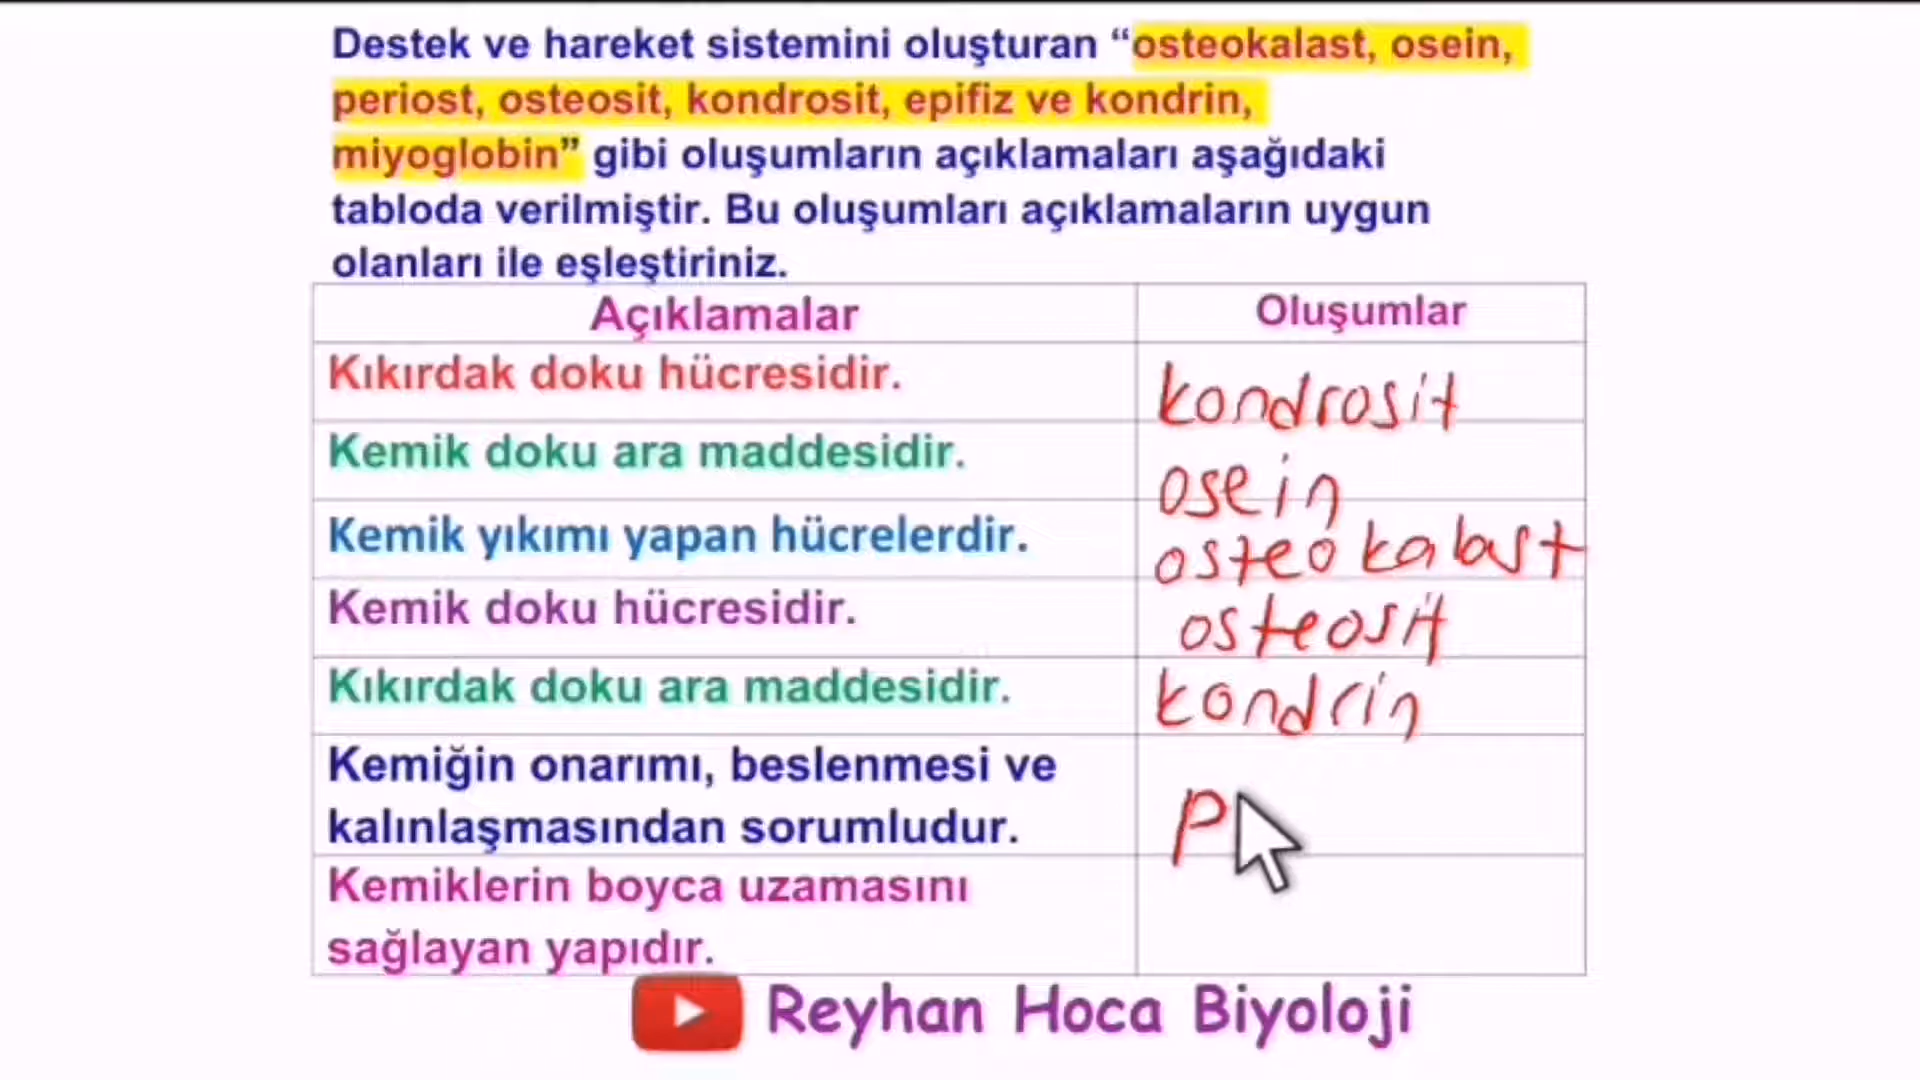 Destek ve hareket sistemini oluşturan “osteokalast, osein,
periost, osteosit, kondrosit, epifiz ve kondrin,
miyoglobin” gibi oluşumların açıklamaları aşağıdaki
tabloda verilmiştir. Bu oluşumları açıklamaların uygun
olanları ile eşleştiriniz.
Açıklamalar Oluşumlar
Kıkırdak doku hücresidir. kondrosit
Kemik doku ara maddesidir. osein
Kemik yıkımı yapan hücrelerdir. osteokalast
Kemik doku hücresidir. osteosit
Kıkırdak doku ara maddesidir. kondrin
Kemiğin onarımı, beslenmesi ve
kalınlaşmasından sorumludur. P
Kemiklerin boyca uzamasını
sağlayan yapıdır.
Reyhan Hoca Biyoloji